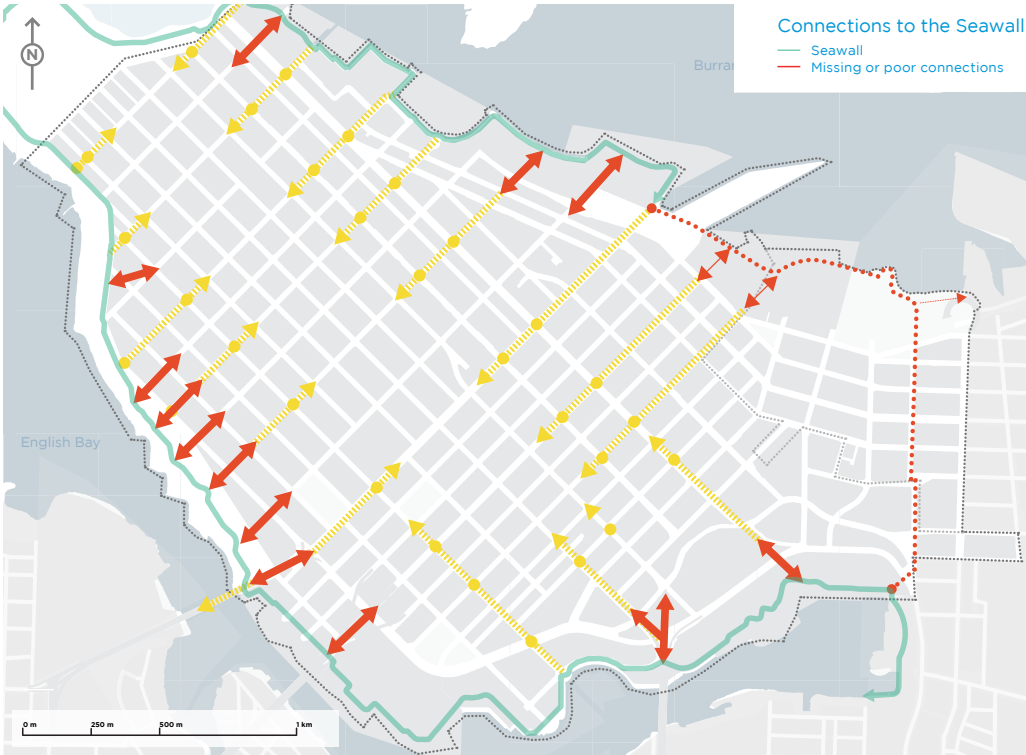 Connections to the Seawall
Seawall
Missing or poor connections
N
English Bay
0 m 250 m 500 m 1 km